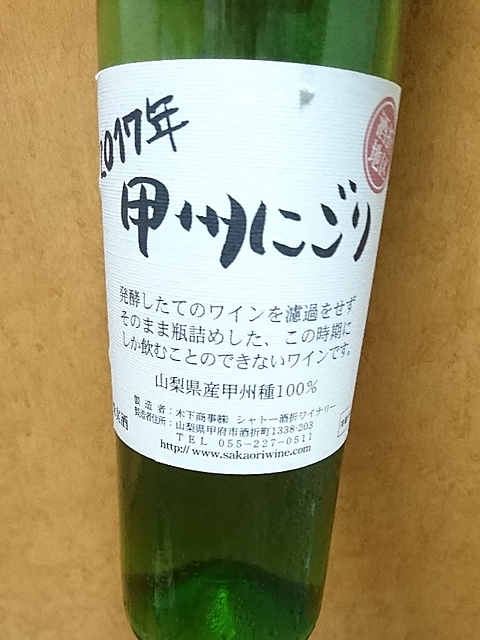 2017年
甲州にごり
発酵したてのワインを濾過をせず
そのまま瓶詰めした、この時期に
しか飲むことのできないワインです。
山梨県産甲州種100%
製造者:木下商事㈱ シャトー酒折ワイナリー
製造者住所:山梨県甲府市酒折町1338-203
TEL 055-227-0511
http://www.sakaoriwine.com